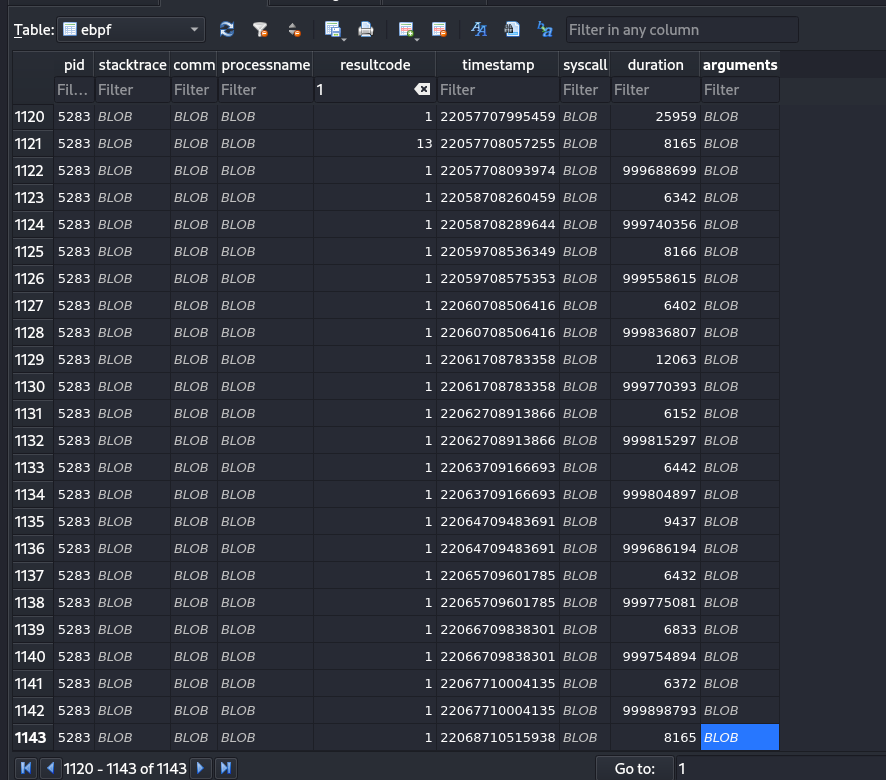 Table: ebpf Filter in any column
pid stacktrace comm processname resultcode timestamp syscall duration arguments
Fil... Filter Filter Filter 1 Filter Filter Filter Filter
1120 5283 BLOB BLOB BLOB 1 22057707995459 BLOB 25959 BLOB
1121 5283 BLOB BLOB BLOB 13 22057708057255 BLOB 8165 BLOB
1122 5283 BLOB BLOB BLOB 1 22057708093974 BLOB 999688699 BLOB
1123 5283 BLOB BLOB BLOB 1 22058708260459 BLOB 6342 BLOB
1124 5283 BLOB BLOB BLOB 1 22058708289644 BLOB 999740356 BLOB
1125 5283 BLOB BLOB BLOB 1 22059708536349 BLOB 8166 BLOB
1126 5283 BLOB BLOB BLOB 1 22059708575353 BLOB 999558615 BLOB
1127 5283 BLOB BLOB BLOB 1 22060708506416 BLOB 6402 BLOB
1128 5283 BLOB BLOB BLOB 1 22060708506416 BLOB 999836807 BLOB
1129 5283 BLOB BLOB BLOB 1 22061708783358 BLOB 12063 BLOB
1130 5283 BLOB BLOB BLOB 1 22061708783358 BLOB 999770393 BLOB
1131 5283 BLOB BLOB BLOB 1 22062708913866 BLOB 6152 BLOB
1132 5283 BLOB BLOB BLOB 1 22062708913866 BLOB 999815297 BLOB
1133 5283 BLOB BLOB BLOB 1 22063709166693 BLOB 6442 BLOB
1134 5283 BLOB BLOB BLOB 1 22063709166693 BLOB 999804897 BLOB
1135 5283 BLOB BLOB BLOB 1 22064709483691 BLOB 9437 BLOB
1136 5283 BLOB BLOB BLOB 1 22064709483691 BLOB 999686194 BLOB
1137 5283 BLOB BLOB BLOB 1 22065709601785 BLOB 6432 BLOB
1138 5283 BLOB BLOB BLOB 1 22065709601785 BLOB 999775081 BLOB
1139 5283 BLOB BLOB BLOB 1 22066709838301 BLOB 6833 BLOB
1140 5283 BLOB BLOB BLOB 1 22066709838301 BLOB 999754894 BLOB
1141 5283 BLOB BLOB BLOB 1 22067710004135 BLOB 6372 BLOB
1142 5283 BLOB BLOB BLOB 1 22067710004135 BLOB 999898793 BLOB
1143 5283 BLOB BLOB BLOB 1 22068710515938 BLOB 8165 BLOB
1120 - 1143 of 1143 Go to: 1